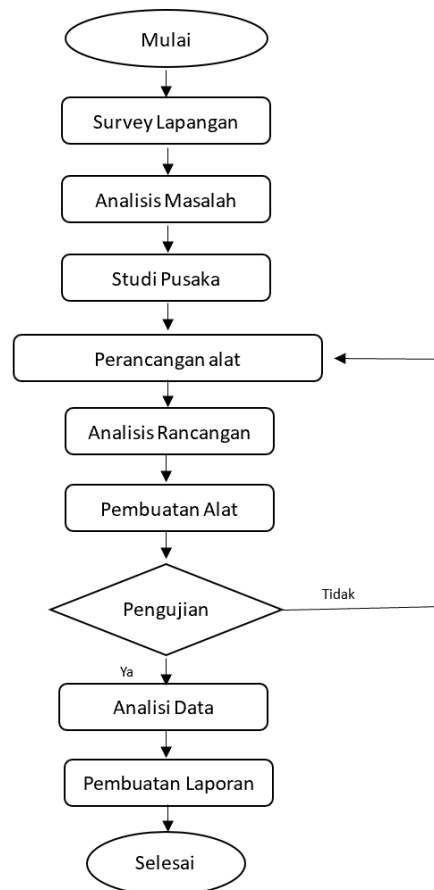 Mulai
Survey Lapangan
Analisis Masalah
Studi Pusaka
Perancangan alat
Analisis Rancangan
Pembuatan Alat
Pengujian
Tidak
Ya
Analisi Data
Pembuatan Laporan
Selesai